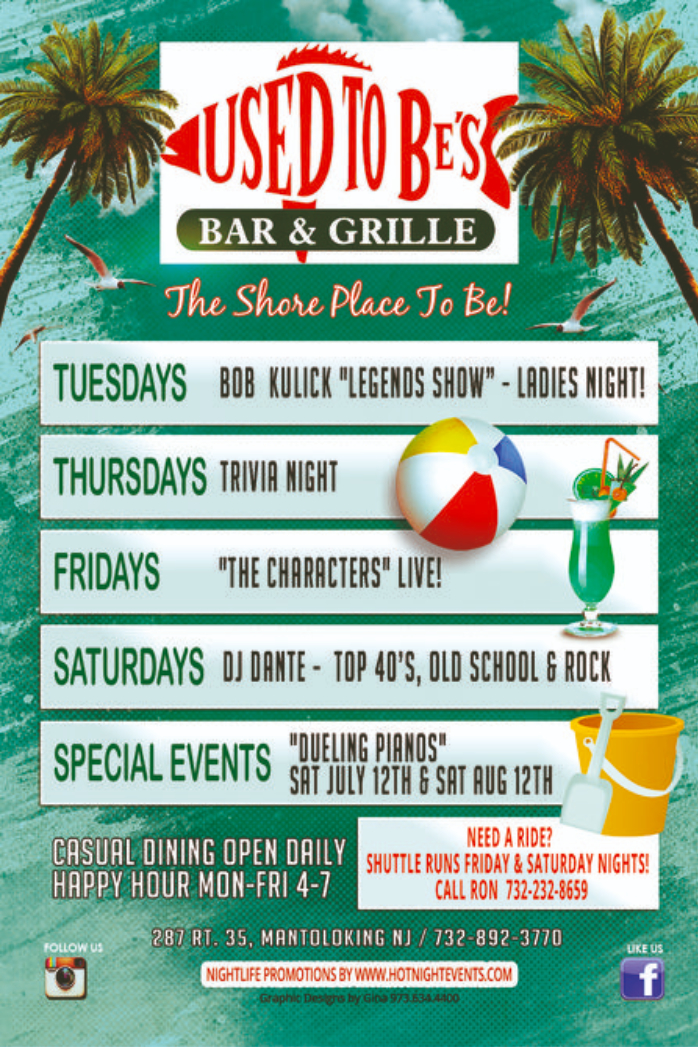 USED TO BE'S
BAR & GRILLE
The Shore Place To Be!
TUESDAYS BOB KULICK "LEGENDS SHOW" - LADIES NIGHT!
THURSDAYS TRIVIA NIGHT
FRIDAYS "THE CHARACTERS" LIVE!
SATURDAYS DJ DANTE - TOP 40'S, OLD SCHOOL & ROCK
SPECIAL EVENTS "DUELING PIANOS"
SAT JULY 12TH & SAT AUG 12TH
CASUAL DINING OPEN DAILY
HAPPY HOUR MON-FRI 4-7
NEED A RIDE?
SHUTTLE RUNS FRIDAY & SATURDAY NIGHTS!
CALL RON 732-232-8659
287 RT. 35, MANTOLOKING NJ / 732-892-3770
FOLLOW US
LIKE US
f
NIGHTLIFE PROMOTIONS BY WWW.HOTNIGHTEVENTS.COM
Graphic Designs by Gina 973.634.4400